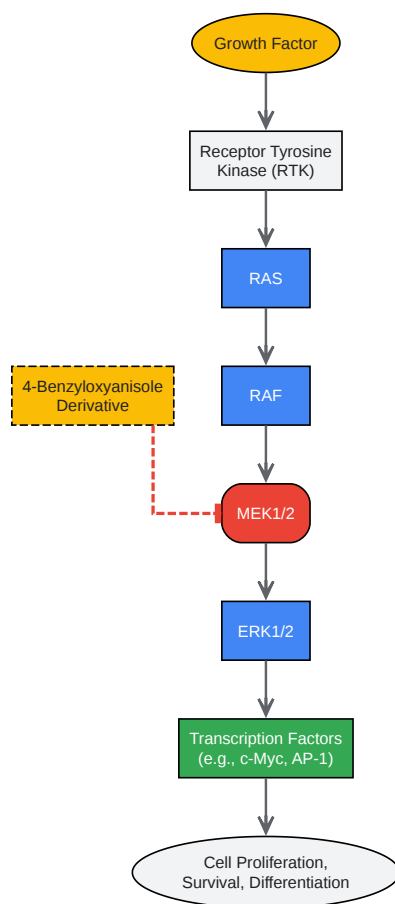 Growth Factor
Receptor Tyrosine
Kinase (RTK)
RAS
4-Benzyloxyanisole
Derivative
RAF
MEK1/2
ERK1/2
Transcription Factors
(e.g., c-Myc, AP-1)
Cell Proliferation,
Survival, Differentiation